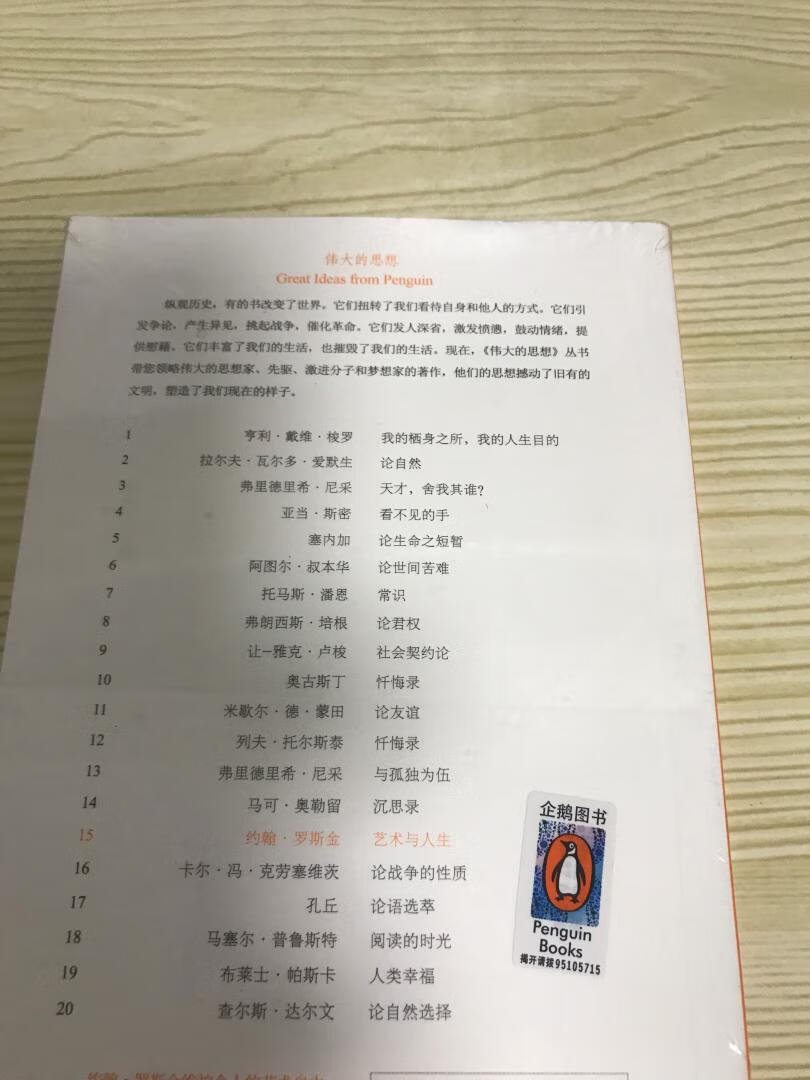 伟大的思想
Great Ideas from Penguin
纵观历史，有的书改变了世界。它们扭转了我们看待自身和他人的方式。它们引
发争论，产生异见，挑起战争，催化革命。它们发人深省，激发愤懑，鼓动情绪，提
供慰藉。它们丰富了我们的生活，也摧毁了我们的生活。现在，《伟大的思想》丛书
带您领略伟大的思想家、先驱、激进分子和梦想家的著作，他们的思想撼动了旧有的
文明，塑造了我们现在的样子。
1 亨利·戴维·梭罗 我的栖身之所，我的人生目的
2 拉尔夫·瓦尔多·爱默生 论自然
3 弗里德里希·尼采 天才，舍我其谁？
4 亚当·斯密 看不见的手
5 塞内加 论生命之短暂
6 阿图尔·叔本华 论世间苦难
7 托马斯·潘恩 常识
8 弗朗西斯·培根 论君权
9 让-雅克·卢梭 社会契约论
10 奥古斯丁 忏悔录
11 米歇尔·德·蒙田 论友谊
12 列夫·托尔斯泰 忏悔录
13 弗里德里希·尼采 与孤独为伍
14 马可·奥勒留 沉思录
15 约翰·罗斯金 艺术与人生
16 卡尔·冯·克劳塞维茨 论战争的性质
17 孔丘 论语选萃
18 马塞尔·普鲁斯特 阅读的时光
19 布莱士·帕斯卡 人类幸福
20 查尔斯·达尔文 论自然选择
企鹅图书
Penguin
Books
揭开请拨95105715